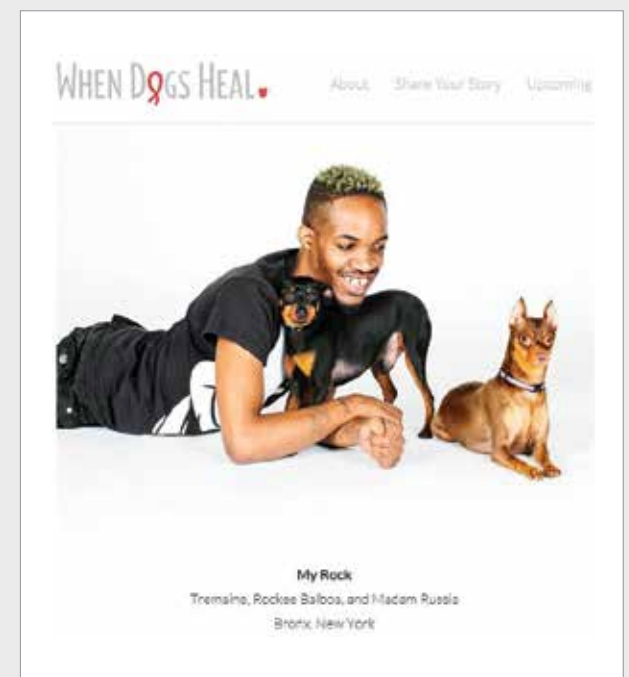 WHEN DOGS HEAL.
About Share Your Story Upcoming
My Rock
Tremaine, Rockee Balboa, and Madam Russia
Bronx, New York